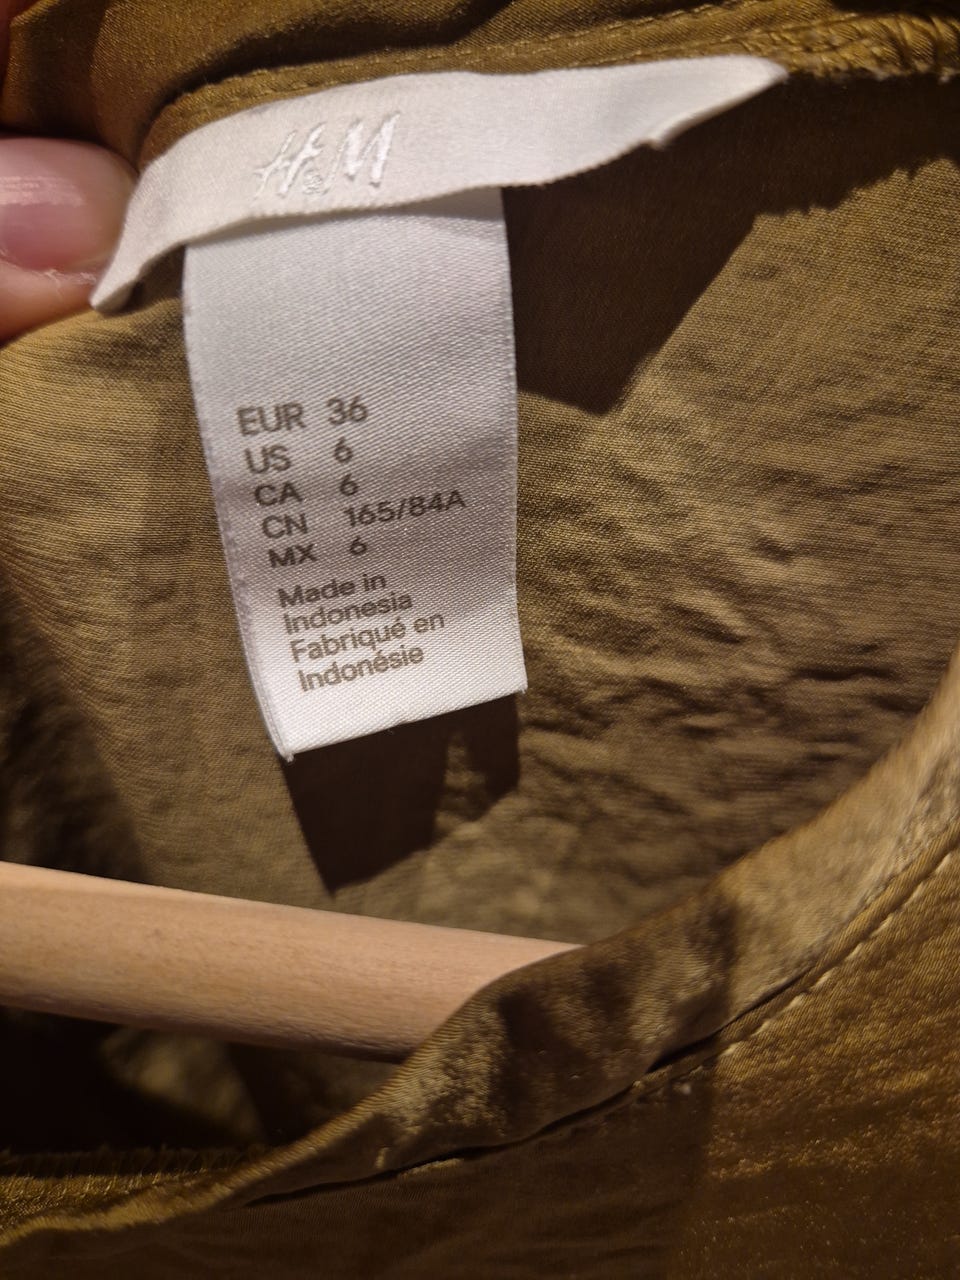 H&M
EUR 36
US 6
CA 6
CN 165/84A
MX 6
Made in
Indonesia
Fabriqué en
Indonésie